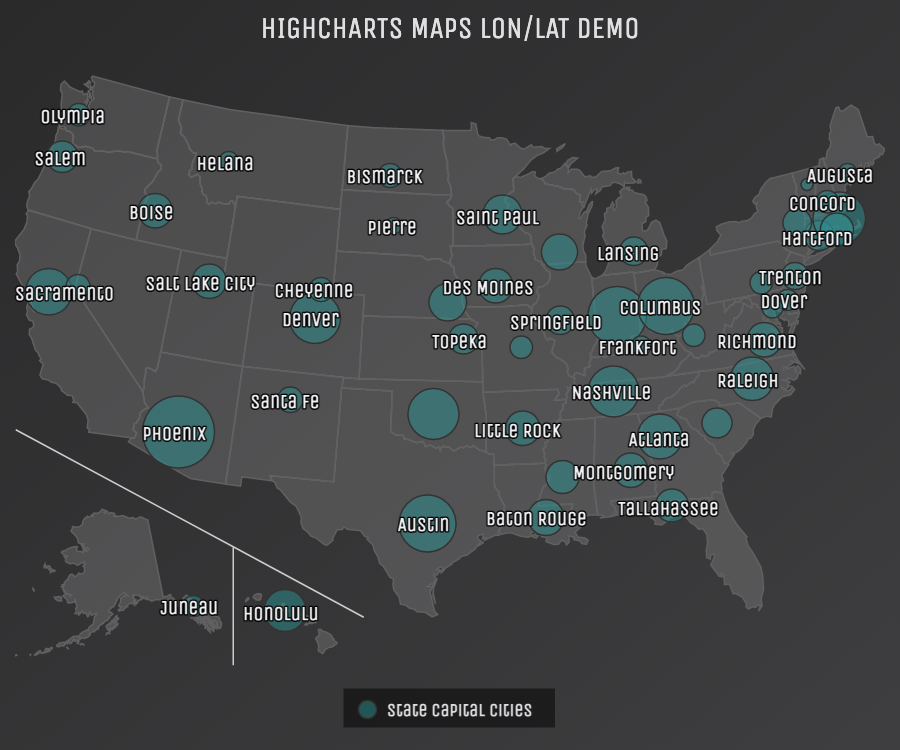 HIGHCHARTS MAPS LON/LAT DEMO
Olympia
Salem
Helana
Augusta
Bismarck
Concord
Boise
Saint Paul
Pierre
Hartford
Lansing
Trenton
Salt Lake City
Sacramento
Cheyenne
Des Moines
Dover
Columbus
Denver
Springfield
Topeka
Frankfort
Richmond
Raleigh
Nashville
Santa Fe
Phoenix
Little Rock
Atlanta
Montgomery
Tallahassee
Baton Rouge
Austin
Juneau
Honolulu
State Capital Cities